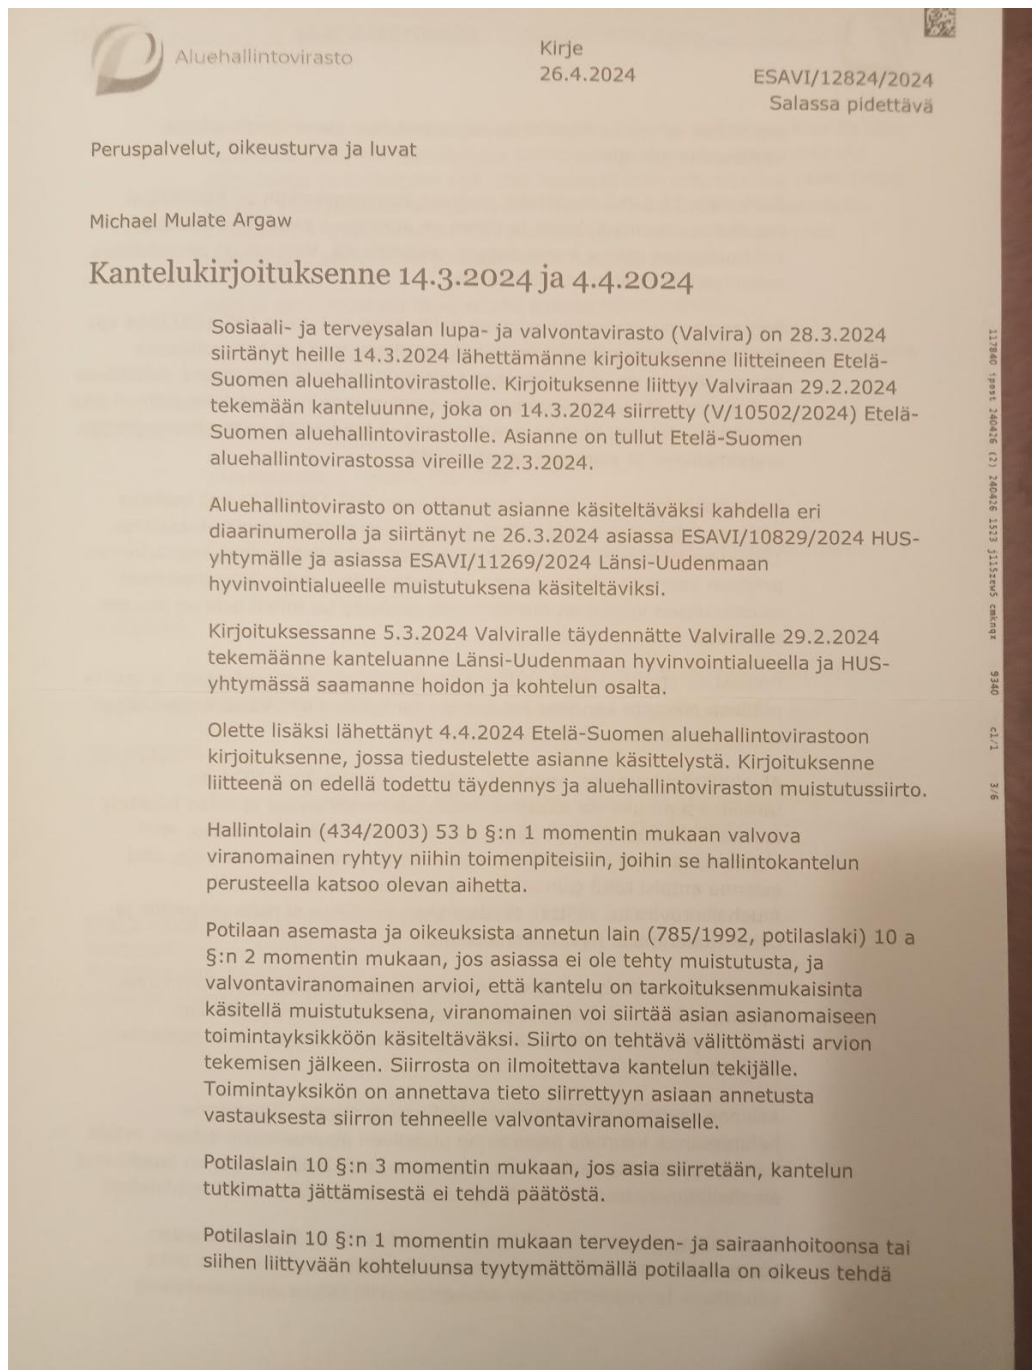 Aluehallintovirasto
Kirje
26.4.2024
ESAVI/12824/2024
Salassa pidettävä
Peruspalvelut, oikeusturva ja luvat
Michael Mulate Argaw
Kantelukirjoituksenne 14.3.2024 ja 4.4.2024
Sosiaali- ja terveysalan lupa- ja valvontavirasto (Valvira) on 28.3.2024
siirtänyt heille 14.3.2024 lähettämänne kirjoituksenne liitteineen Etelä-
Suomen aluehallintovirastolle. Kirjoituksenne liittyy Valviraan 29.2.2024
tekemään kanteluunne, joka on 14.3.2024 siirretty (V/10502/2024) Etelä-
Suomen aluehallintovirastolle. Asianne on tullut Etelä-Suomen
aluehallintovirastossa vireille 22.3.2024.
Aluehallintovirasto on ottanut asianne käsiteltäväksi kahdella eri
diaarinumerolla ja siirtänyt ne 26.3.2024 asiassa ESAVI/10829/2024 HUS-
yhtymälle ja asiassa ESAVI/11269/2024 Länsi-Uudenmaan
hyvinvointialueelle muistutuksena käsiteltäviksi.
Kirjoituksessanne 5.3.2024 Valviralle täydennätte Valviralle 29.2.2024
tekemäänne kanteluanne Länsi-Uudenmaan hyvinvointialueella ja HUS-
yhtymässä saamanne hoidon ja kohtelun osalta.
Olette lisäksi lähettänyt 4.4.2024 Etelä-Suomen aluehallintovirastoon
kirjoituksenne, jossa tiedustelette asianne käsittelystä. Kirjoituksenne
liitteenä on edellä todettu täydennys ja aluehallintoviraston muistutussiirto.
Hallintolain (434/2003) 53 b §:n 1 momentin mukaan valvova
viranomainen ryhtyy niihin toimenpiteisiin, joihin se hallintokantelun
perusteella katsoo olevan aihetta.
Potilaan asemasta ja oikeuksista annetun lain (785/1992, potilaslaki) 10 a
§:n 2 momentin mukaan, jos asiassa ei ole tehty muistutusta, ja
valvontaviranomainen arvioi, että kantelu on tarkoituksenmukaisinta
käsitellä muistutuksena, viranomainen voi siirtää asian asianomaiseen
toimintayksikköön käsiteltäväksi. Siirto on tehtävä välittömästi arvion
tekemisen jälkeen. Siirrosta on ilmoitettava kantelun tekijälle.
Toimintayksikön on annettava tieto siirrettyyn asiaan annetusta
vastauksesta siirron tehneelle valvontaviranomaiselle.
Potilaslain 10 §:n 3 momentin mukaan, jos asia siirretään, kantelun
tutkimatta jättämisestä ei tehdä päätöstä.
Potilaslain 10 §:n 1 momentin mukaan terveyden- ja sairaanhoitoonsa tai
siihen liittyvään kohteluunsa tyytymättömällä potilaalla on oikeus tehdä
117840 ipost 240426 (2) 240426 1523 9340 c1/1 3/6